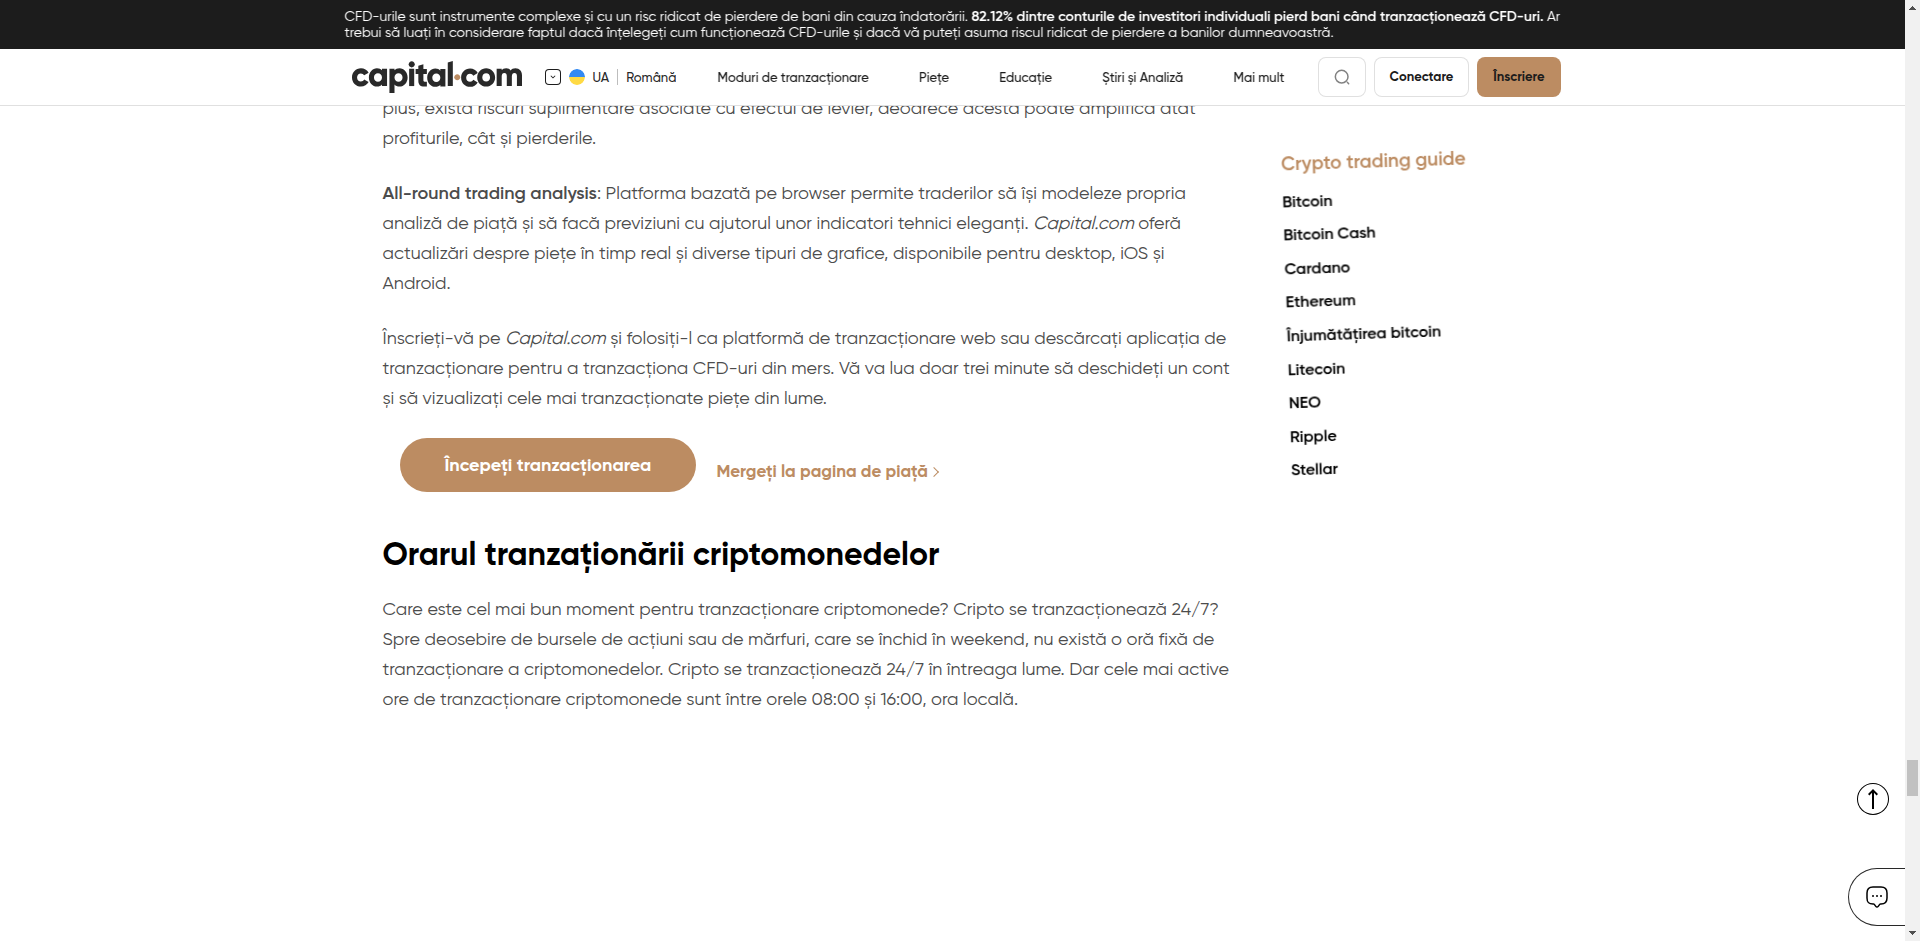 CFD-urile sunt instrumente complexe și cu un risc ridicat de pierdere de bani din cauza îndatorării. 82.12% dintre conturile de investitori individuali pierd bani când tranzacționează CFD-uri. Ar
trebui să luați în considerare faptul dacă înțelegeți cum funcționează CFD-urile și dacă vă puteți asuma riscul ridicat de pierdere a banilor dumneavoastră.
capital.com
UA Română
Moduri de tranzacționare
Piețe
Educație
Știri și Analiză
Mai mult
Conectare
Înscriere
plus, există riscuri suplimentare asociate cu efectul de levier, deoarece acesta poate amplifica atât
profiturile, cât și pierderile.
All-round trading analysis: Platforma bazată pe browser permite traderilor să își modeleze propria
analiză de piață și să facă previziuni cu ajutorul unor indicatori tehnici eleganți. Capital.com oferă
actualizări despre piețe în timp real și diverse tipuri de grafice, disponibile pentru desktop, iOS și
Android.
Înscrieți-vă pe Capital.com și folosiți-l ca platformă de tranzacționare web sau descărcați aplicația de
tranzacționare pentru a tranzacționa CFD-uri din mers. Vă va lua doar trei minute să deschideți un cont
și să vizualizați cele mai tranzacționate piețe din lume.
Începeți tranzacționarea
Mergeți la pagina de piață
Orarul tranzaționării criptomonedelor
Care este cel mai bun moment pentru tranzacționare criptomonede? Cripto se tranzacționează 24/7?
Spre deosebire de bursele de acțiuni sau de mărfuri, care se închid în weekend, nu există o oră fixă de
tranzacționare a criptomonedelor. Cripto se tranzacționează 24/7 în întreaga lume. Dar cele mai active
ore de tranzacționare criptomonede sunt între orele 08:00 și 16:00, ora locală.
Crypto trading guide
Bitcoin
Bitcoin Cash
Cardano
Ethereum
Înjumătățirea bitcoin
Litecoin
NEO
Ripple
Stellar